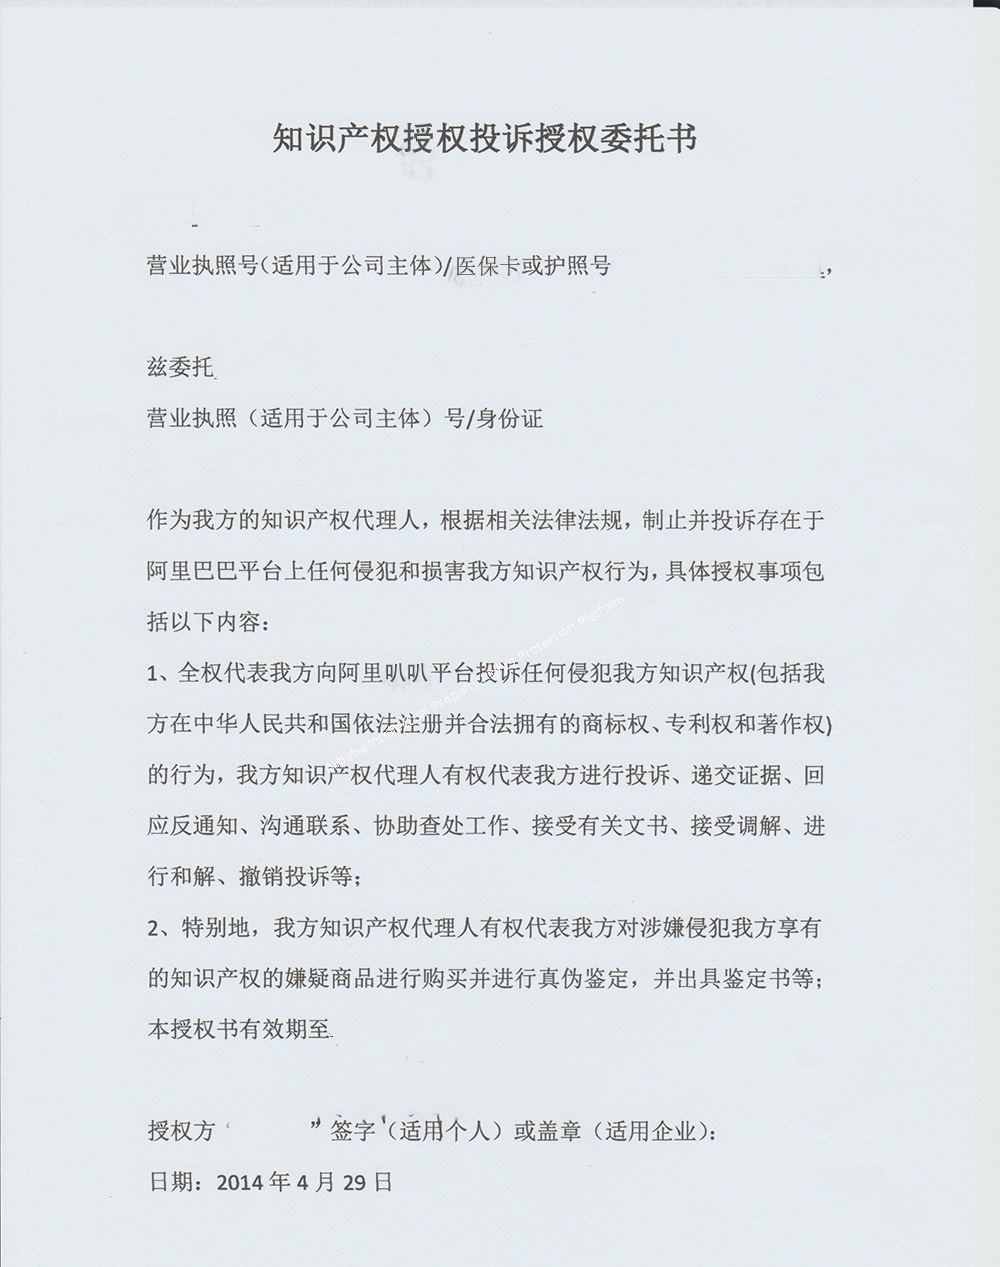 知识产权授权投诉授权委托书
营业执照号(适用于公司主体)/医保卡或护照号 ,
兹委托
营业执照（适用于公司主体）号/身份证
作为我方的知识产权代理人，根据相关法律法规，制止并投诉存在于
阿里巴巴平台上任何侵犯和损害我方知识产权行为，具体授权事项包
括以下内容：
1、全权代表我方向阿里叭叭平台投诉任何侵犯我方知识产权(包括我
方在中华人民共和国依法注册并合法拥有的商标权、专利权和著作权)
的行为，我方知识产权代理人有权代表我方进行投诉、递交证据、回
应反通知、沟通联系、协助查处工作、接受有关文书、接受调解、进
行和解、撤销投诉等；
2、特别地，我方知识产权代理人有权代表我方对涉嫌侵犯我方享有
的知识产权的嫌疑商品进行购买并进行真伪鉴定，并出具鉴定书等；
本授权书有效期至
授权方 ” 签字（适用个人）或盖章（适用企业）：
日期：2014 年 4 月 29 日
Property Protection Platform